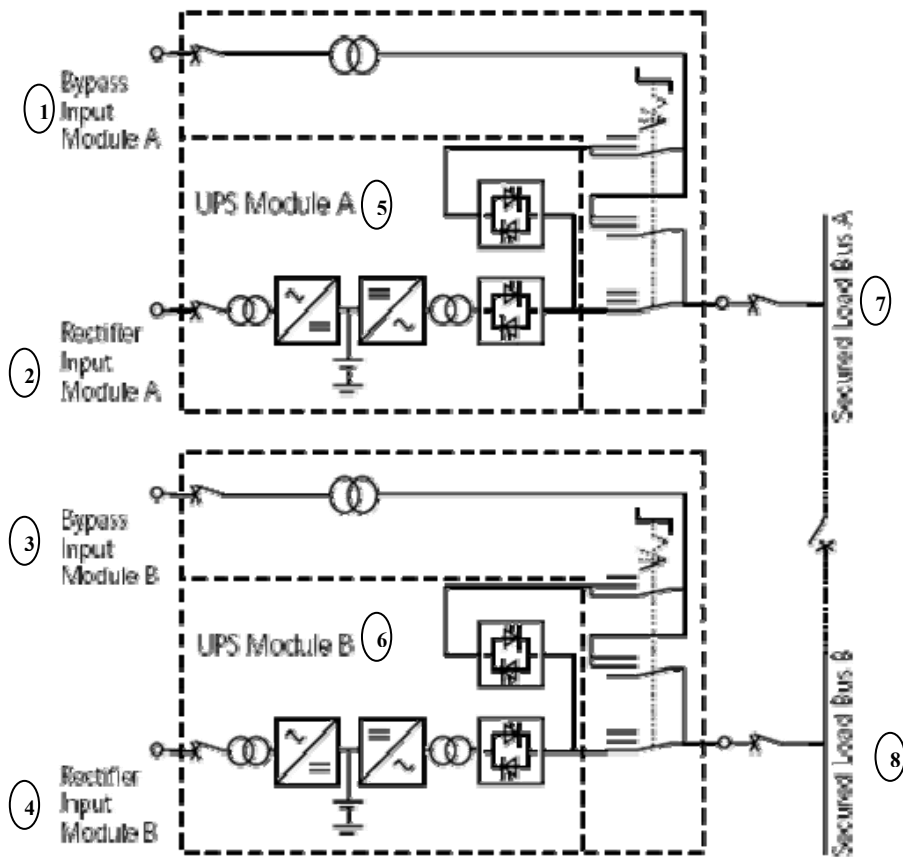 1
Bypass
Input
Module A
UPS Module A
5
2
Rectifier
Input
Module A
7
Secured Load Bus A
3
Bypass
Input
Module B
UPS Module B
6
4
Rectifier
Input
Module B
8
Secured Load Bus B